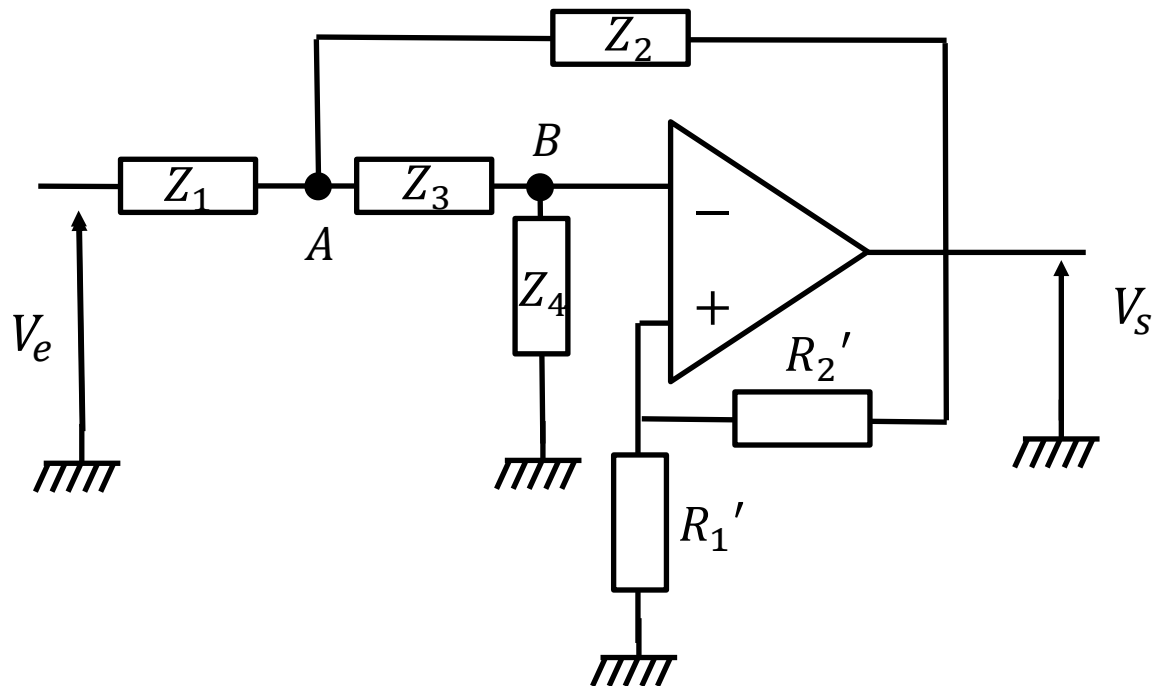 Z₂
B
Z₁
Z₃
A
−
Z₄
Vₑ
+
R₂′
Vₛ
R₁′